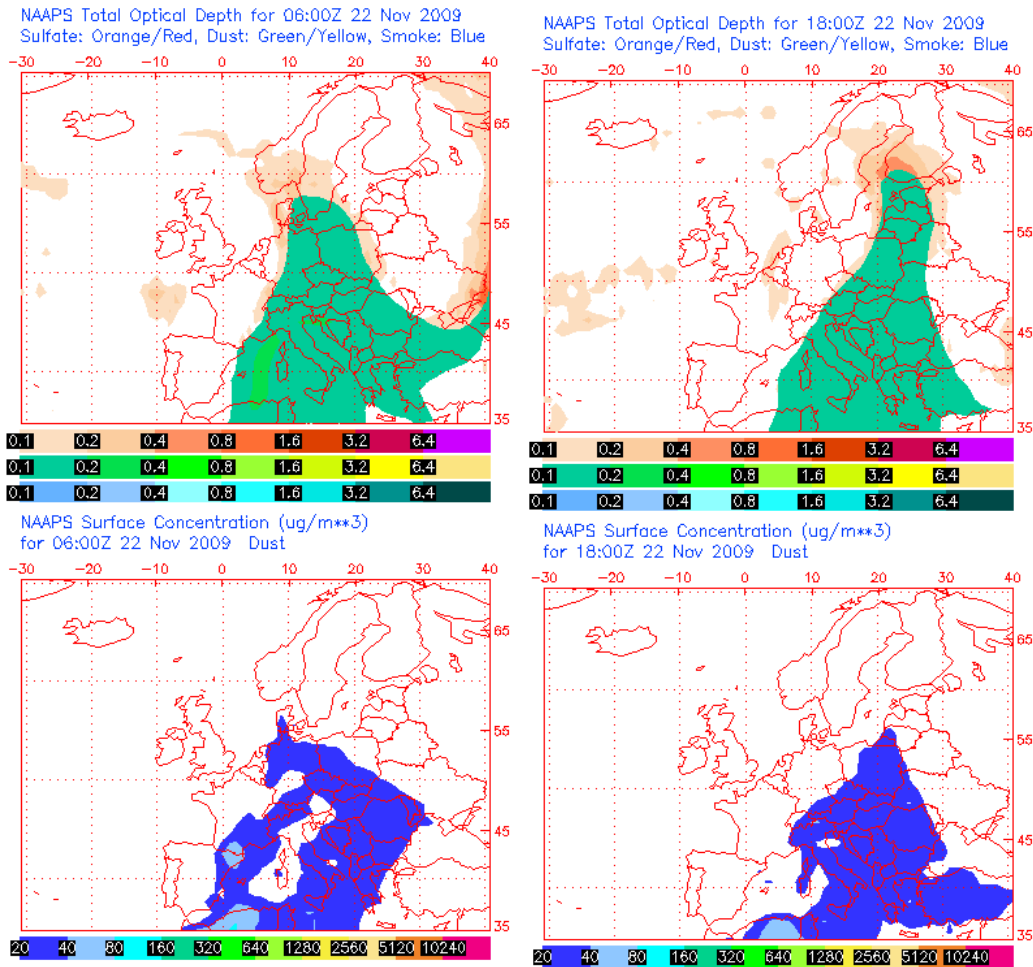 NAAPS Total Optical Depth for 06:00Z 22 Nov 2009
Sulfate: Orange/Red, Dust: Green/Yellow, Smoke: Blue
-30 -20 -10 0 10 20 30 40
65
55
45
35
0.1 0.2 0.4 0.8 1.6 3.2 6.4
0.1 0.2 0.4 0.8 1.6 3.2 6.4
0.1 0.2 0.4 0.8 1.6 3.2 6.4
NAAPS Total Optical Depth for 18:00Z 22 Nov 2009
Sulfate: Orange/Red, Dust: Green/Yellow, Smoke: Blue
-30 -20 -10 0 10 20 30 40
65
55
45
35
0.1 0.2 0.4 0.8 1.6 3.2 6.4
0.1 0.2 0.4 0.8 1.6 3.2 6.4
0.1 0.2 0.4 0.8 1.6 3.2 6.4
NAAPS Surface Concentration (ug/m**3)
for 06:00Z 22 Nov 2009 Dust
-30 -20 -10 0 10 20 30 40
65
55
45
35
20 40 80 160 320 640 1280 2560 5120 10240
NAAPS Surface Concentration (ug/m**3)
for 18:00Z 22 Nov 2009 Dust
-30 -20 -10 0 10 20 30 40
65
55
45
35
20 40 80 160 320 640 1280 2560 5120 10240